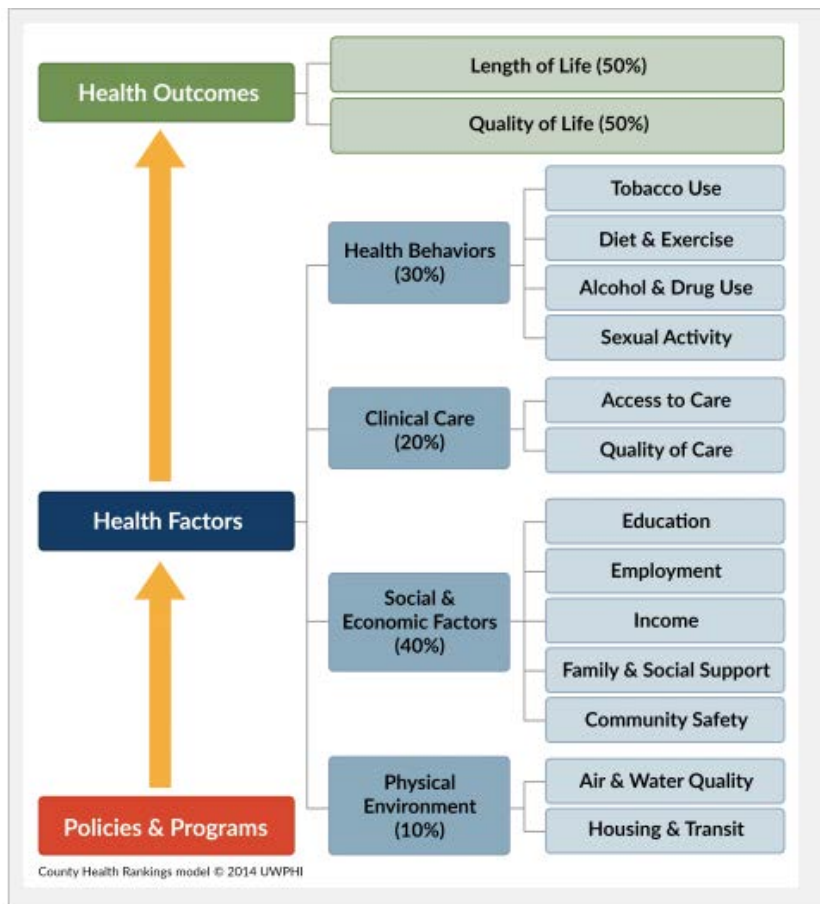 Health Outcomes
Length of Life (50%)
Quality of Life (50%)
Health Behaviors
(30%)
Tobacco Use
Diet & Exercise
Alcohol & Drug Use
Sexual Activity
Clinical Care
(20%)
Access to Care
Quality of Care
Health Factors
Social &
Economic Factors
(40%)
Education
Employment
Income
Family & Social Support
Community Safety
Physical
Environment
(10%)
Air & Water Quality
Housing & Transit
Policies & Programs
County Health Rankings model © 2014 UWPHI